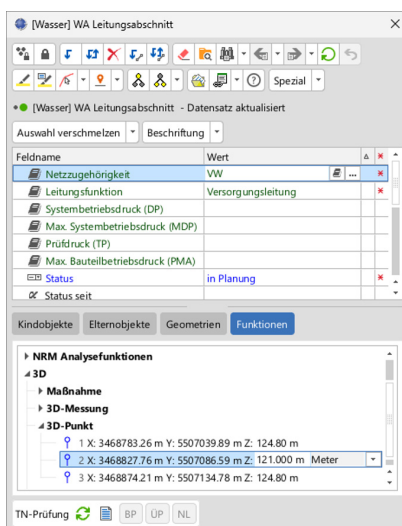 [Wasser] WA Leitungsabschnitt
Spezial
[Wasser] WA Leitungsabschnitt - Datensatz aktualisiert
Auswahl verschmelzen Beschriftung
Feldname Wert
Netzzugehörigkeit VW ...
Leitungsfunktion Versorgungsleitung
Systembetriebsdruck (DP)
Max. Systembetriebsdruck (MDP)
Prüfdruck (TP)
Max. Bauteilbetriebsdruck (PMA)
Status in Planung
Status seit
Kindobjekte Elternobjekte Geometrien Funktionen
NRM Analysefunktionen
3D
Maßnahme
3D-Messung
3D-Punkt
1 X: 3468783.26 m Y: 5507039.89 m Z: 124.80 m
2 X: 3468827.76 m Y: 5507086.59 m Z: 121.000 m Meter
3 X: 3468874.21 m Y: 5507134.78 m Z: 124.80 m
TN-Prüfung BP ÜP NL